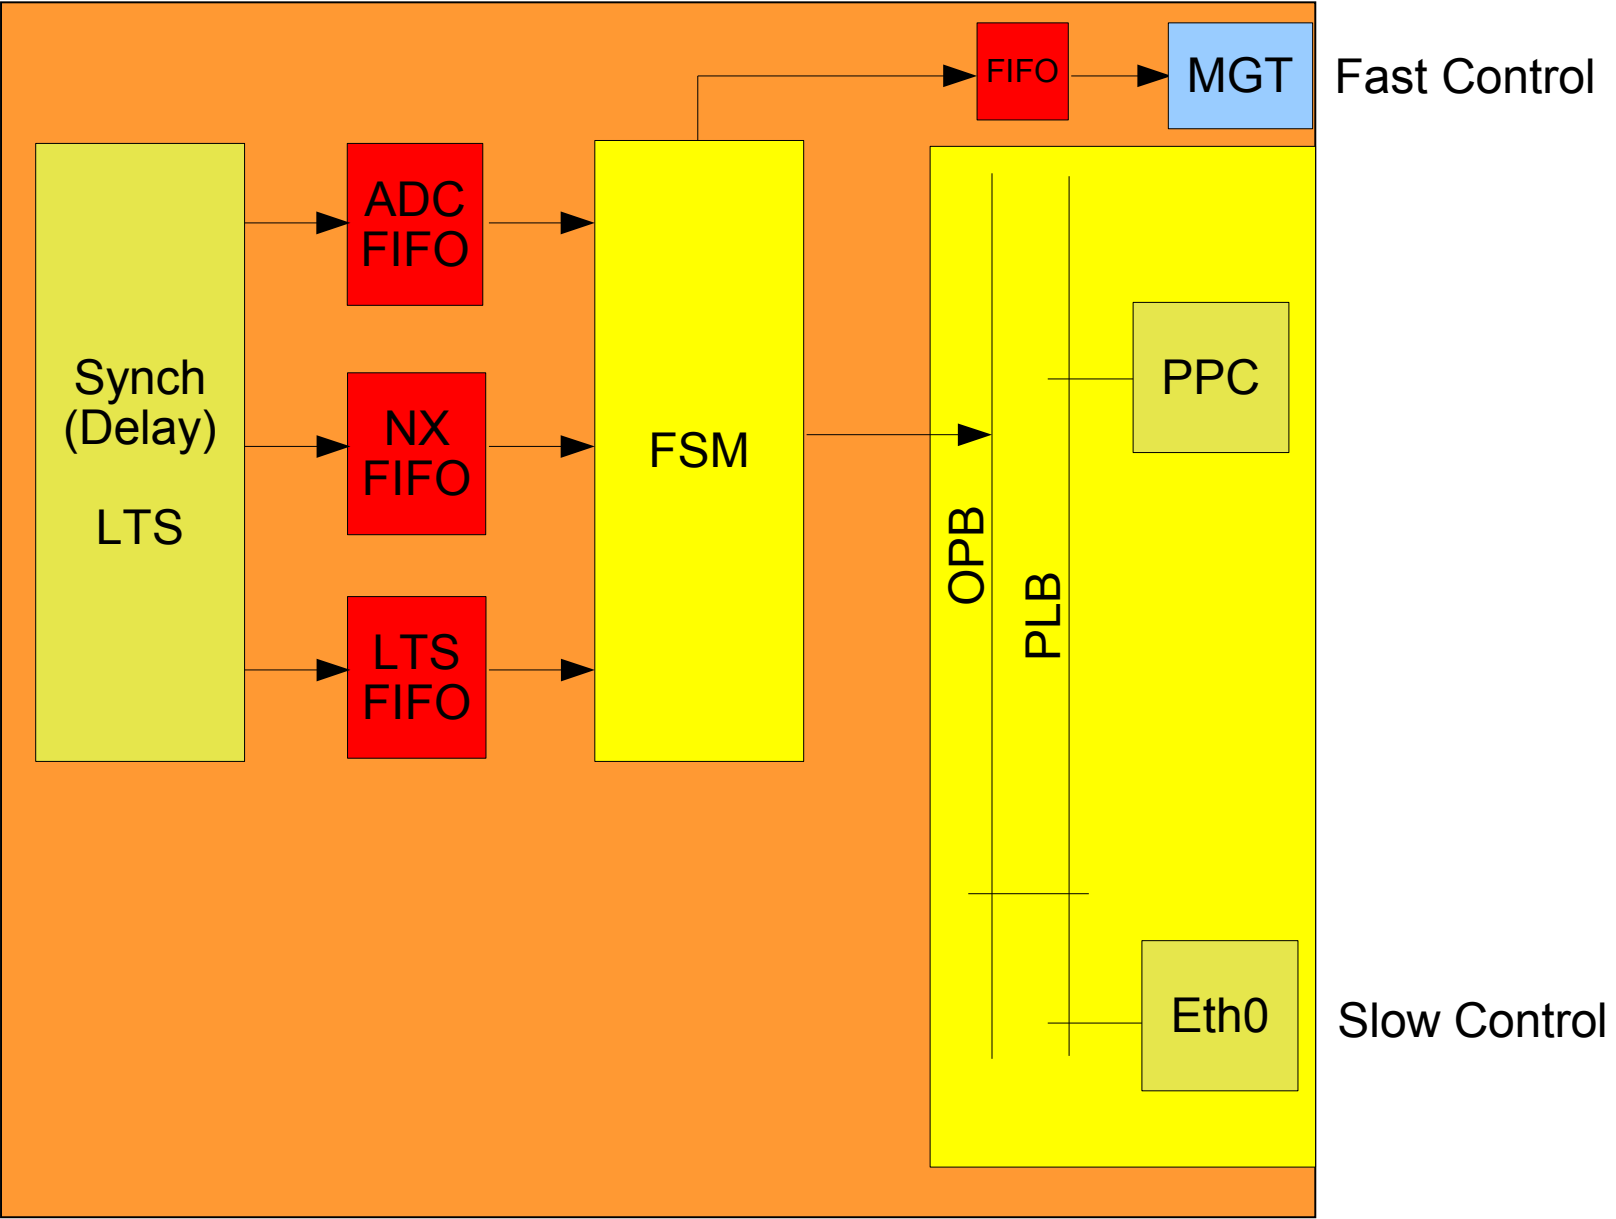 FIFO
MGT
Fast Control
Synch
(Delay)
LTS
ADC
FIFO
NX
FIFO
LTS
FIFO
FSM
OPB
PLB
PPC
Eth0
Slow Control